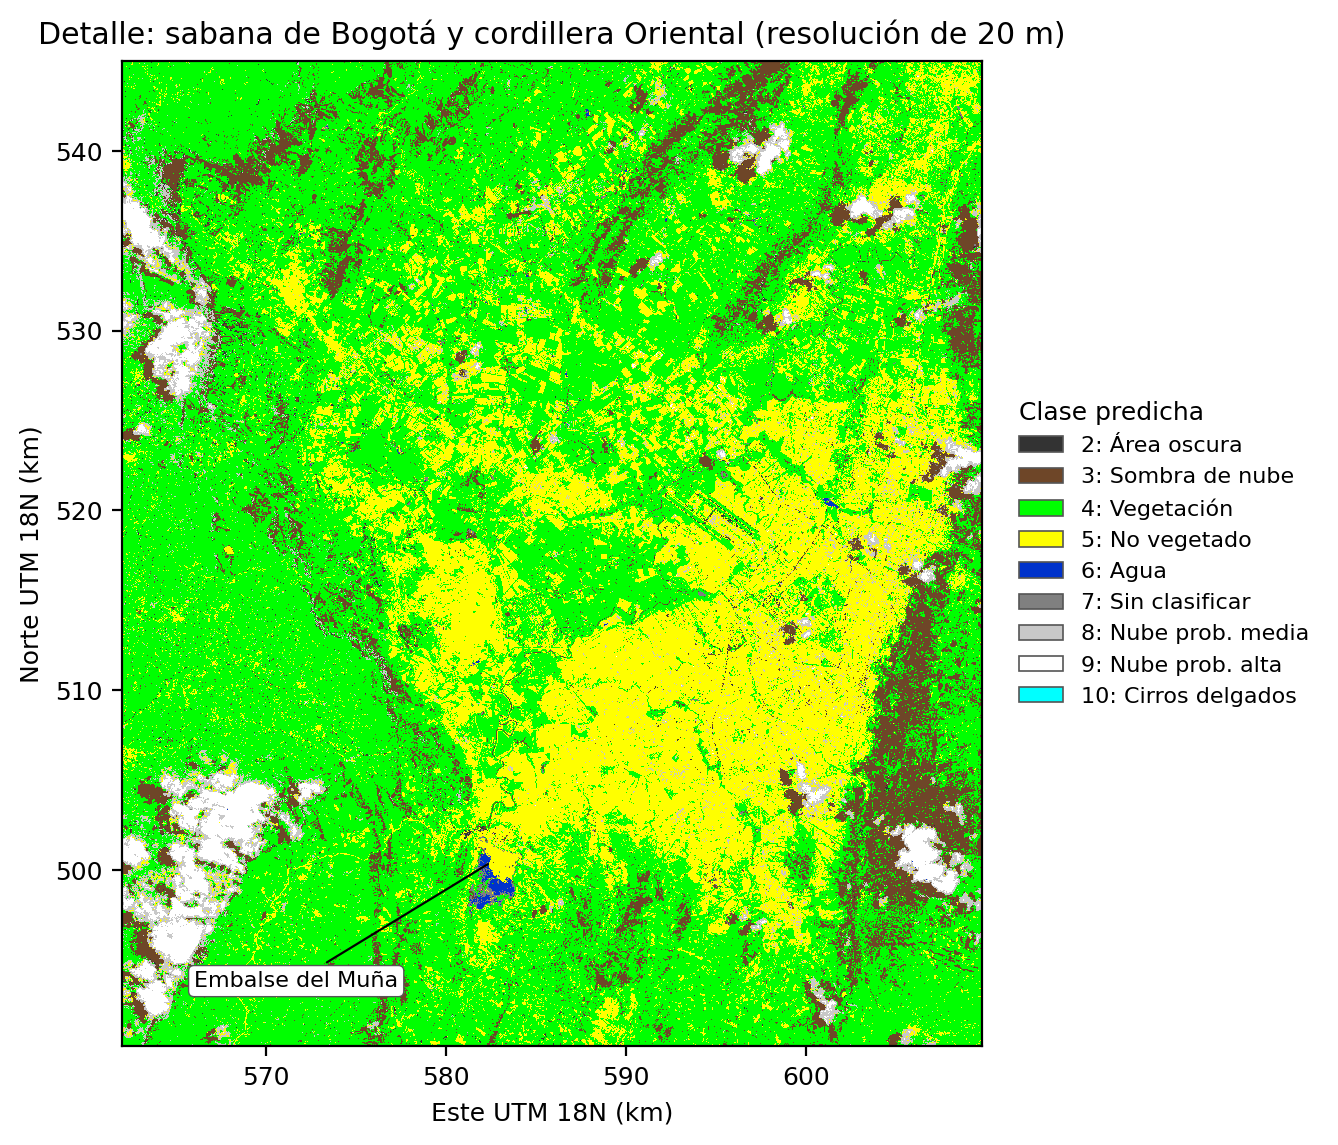 Detalle: sabana de Bogotá y cordillera Oriental (resolución de 20 m)
Norte UTM 18N (km)
540
530
520
510
500
Embalse del Muña
570
580
590
600
Este UTM 18N (km)
Clase predicha
2: Área oscura
3: Sombra de nube
4: Vegetación
5: No vegetado
6: Agua
7: Sin clasificar
8: Nube prob. media
9: Nube prob. alta
10: Cirros delgados